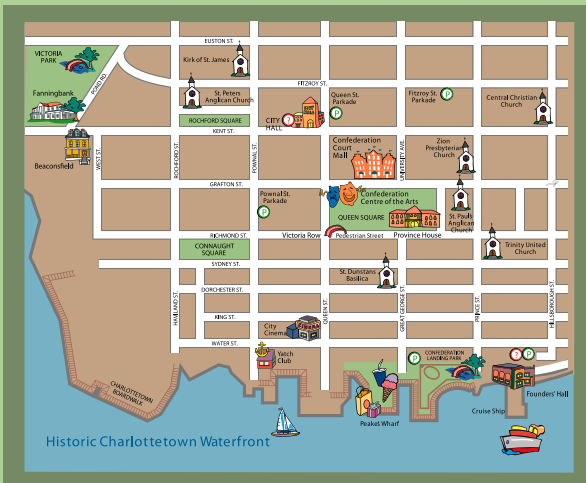 EUSTON ST.
VICTORIA
PARK
Kirk of St. James
POND RD.
FITZROY ST.
Fanningbank
St. Peters
Anglican Church
Queen St.
Parkade
Fitzroy St.
Parkade
P
P
Central Christian
Church
ROCHFORD SQUARE
CITY
HALL
?
KENT ST.
Beaconsfield
WEST ST.
ROCHFORD ST.
POWNAL ST.
Confederation
Court
Mall
UNIVERSITY AVE.
Zion
Presbyterian
Church
GRAFTON ST.
Pownal St.
Parkade
P
Confederation
Centre of the Arts
QUEEN SQUARE
St. Pauls
Anglican
Church
RICHMOND ST.
Victoria Row
Pedestrian Street
Province House
CONNAUGHT
SQUARE
Trinity United
Church
SYDNEY ST.
St. Dunstans
Basilica
DORCHESTER ST.
HAVILAND ST.
QUEEN ST.
GREAT GEORGE ST.
PRINCE ST.
HILLSBOROUGH ST.
KING ST.
City
Cinema
CINEMA
WATER ST.
Yatch
Club
P
CONFEDERATION
LANDING PARK
?
P
CHARLOTTETOWN
BOARDWALK
Founders' Hall
Cruise Ship
Peakes Wharf
Historic Charlottetown Waterfront